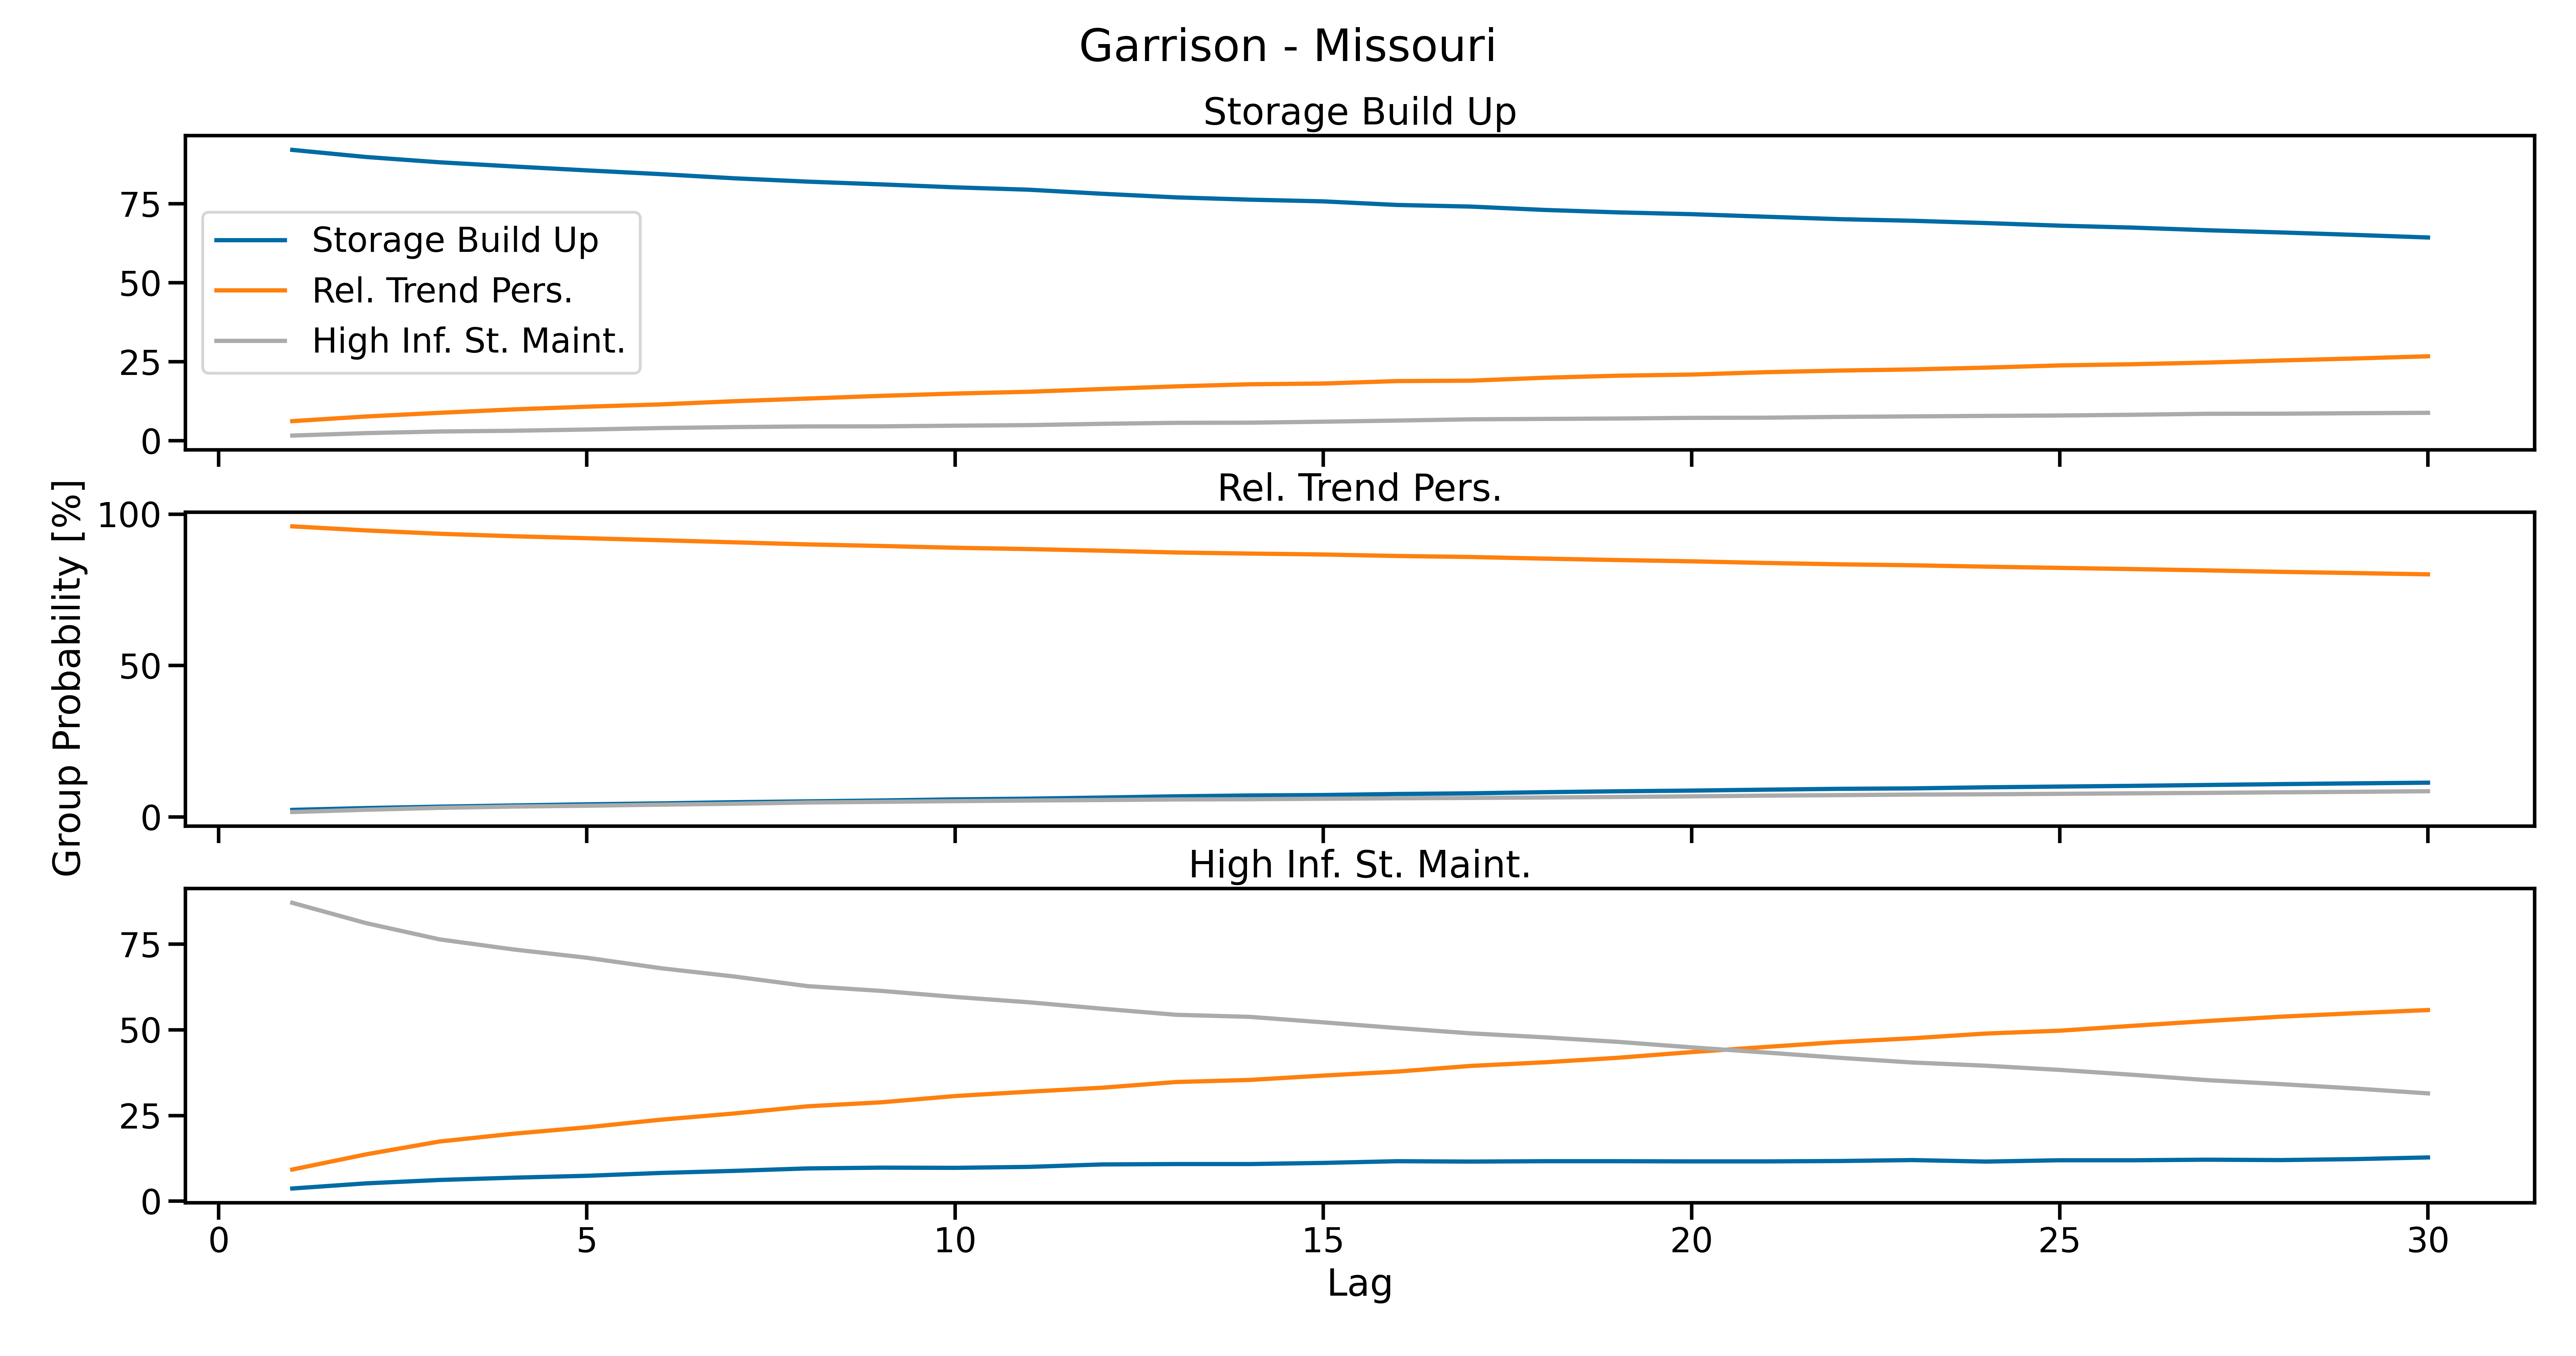 Garrison - Missouri
Storage Build Up
75
50
25
0
Storage Build Up
Rel. Trend Pers.
High Inf. St. Maint.
Group Probability [%]
Rel. Trend Pers.
100
50
0
High Inf. St. Maint.
75
50
25
0
0 5 10 15 20 25 30
Lag